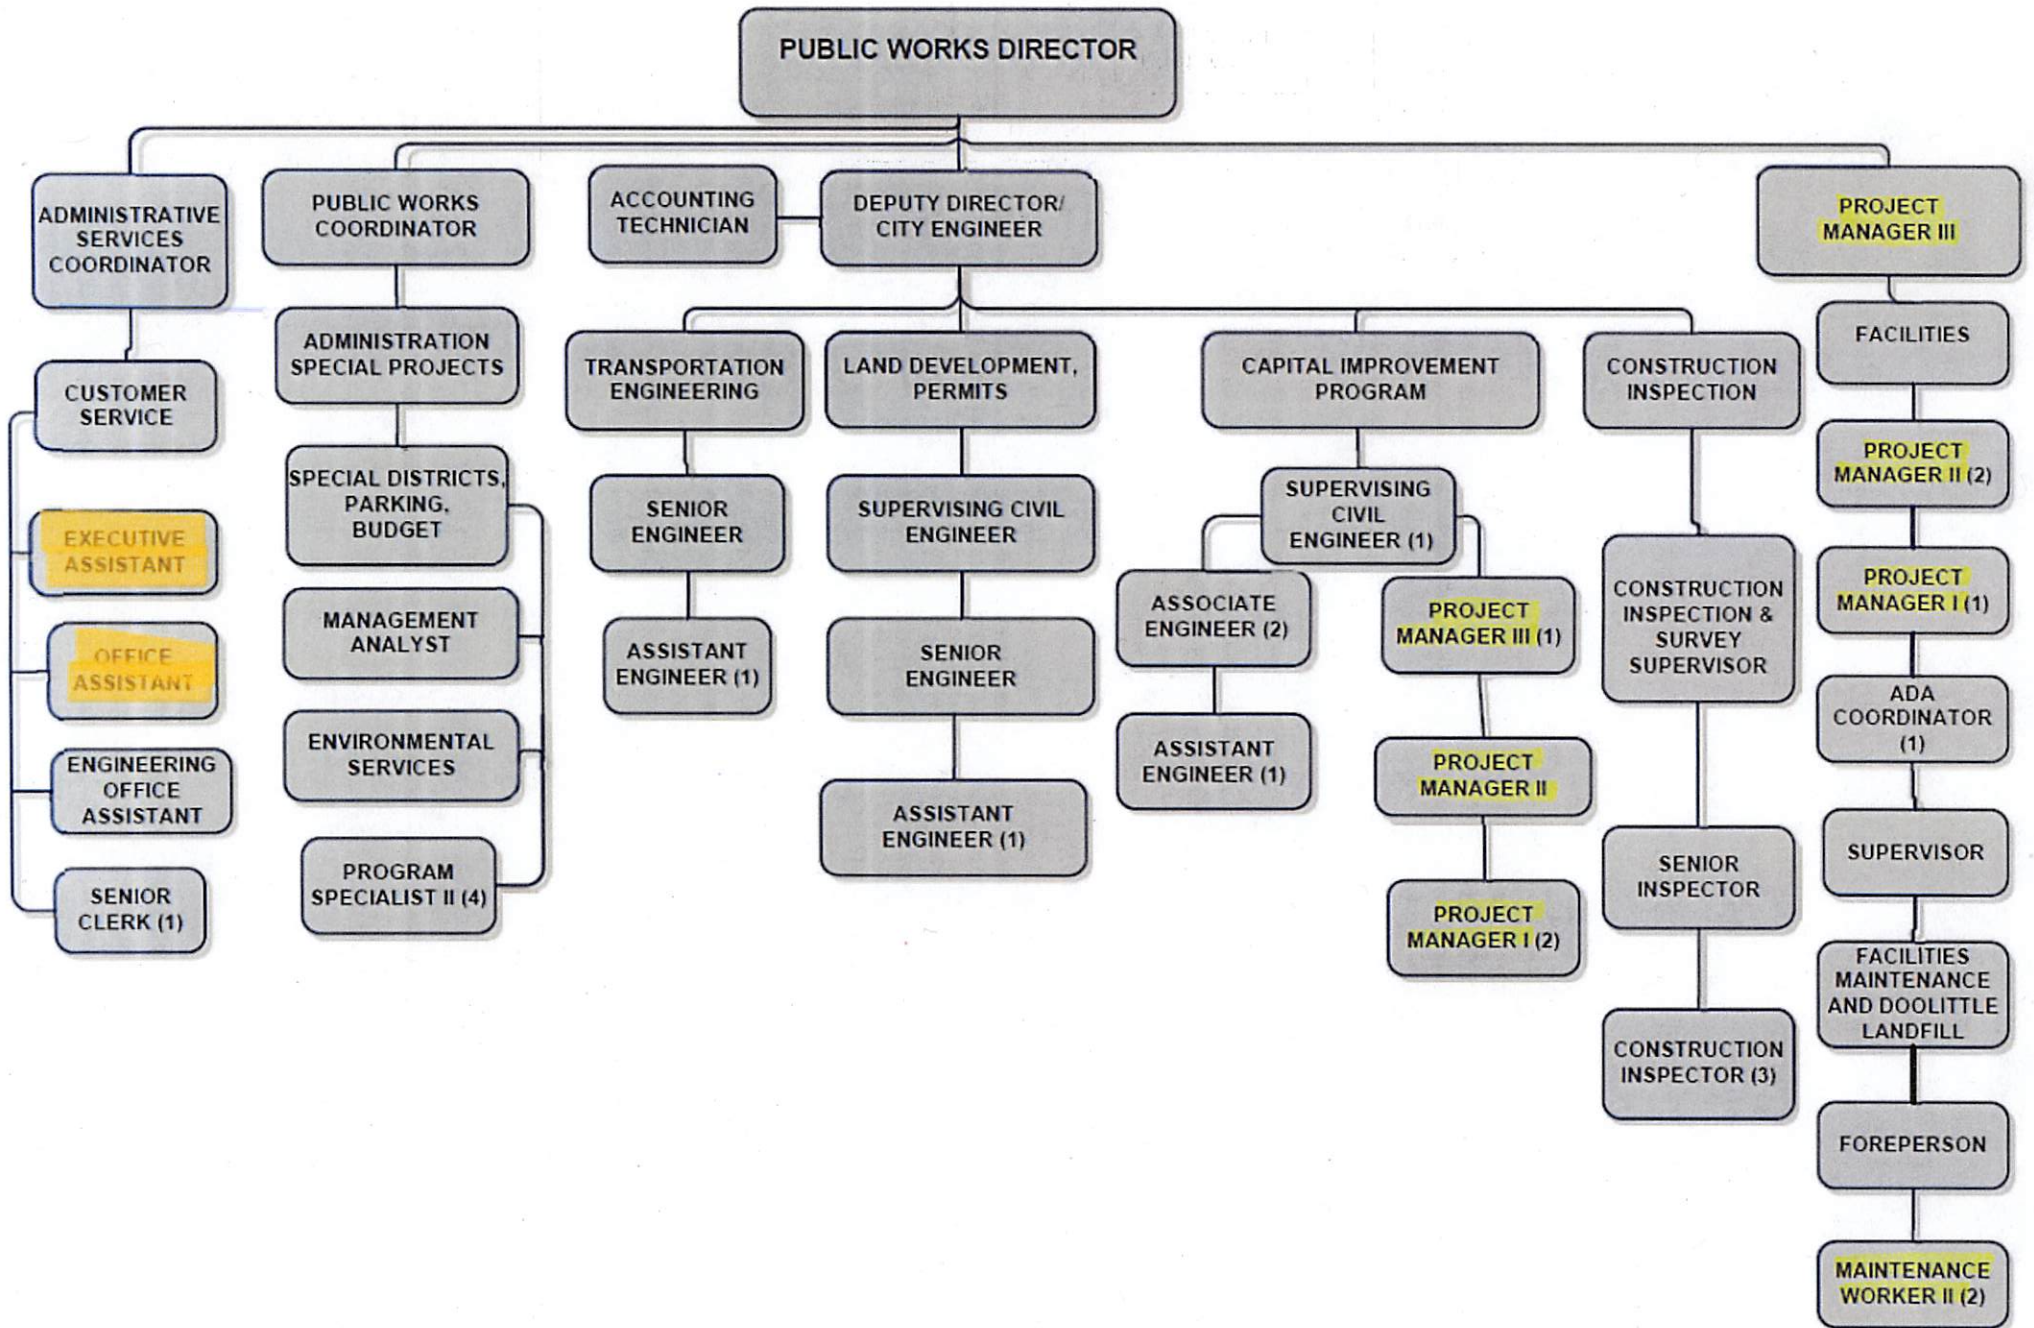 PUBLIC WORKS DIRECTOR
ADMINISTRATIVE
SERVICES
COORDINATOR
CUSTOMER
SERVICE
EXECUTIVE
ASSISTANT
OFFICE
ASSISTANT
ENGINEERING
OFFICE
ASSISTANT
SENIOR
CLERK (1)
PUBLIC WORKS
COORDINATOR
ADMINISTRATION
SPECIAL PROJECTS
SPECIAL DISTRICTS,
PARKING,
BUDGET
MANAGEMENT
ANALYST
ENVIRONMENTAL
SERVICES
PROGRAM
SPECIALIST II (4)
ACCOUNTING
TECHNICIAN
DEPUTY DIRECTOR/
CITY ENGINEER
TRANSPORTATION
ENGINEERING
SENIOR
ENGINEER
ASSISTANT
ENGINEER (1)
LAND DEVELOPMENT,
PERMITS
SUPERVISING CIVIL
ENGINEER
SENIOR
ENGINEER
ASSISTANT
ENGINEER (1)
CAPITAL IMPROVEMENT
PROGRAM
SUPERVISING
CIVIL
ENGINEER (1)
ASSOCIATE
ENGINEER (2)
ASSISTANT
ENGINEER (1)
PROJECT
MANAGER III (1)
PROJECT
MANAGER II
PROJECT
MANAGER I (2)
CONSTRUCTION
INSPECTION
CONSTRUCTION
INSPECTION &
SURVEY
SUPERVISOR
SENIOR
INSPECTOR
CONSTRUCTION
INSPECTOR (3)
PROJECT
MANAGER III
FACILITIES
PROJECT
MANAGER II (2)
PROJECT
MANAGER I (1)
ADA
COORDINATOR
(1)
SUPERVISOR
FACILITIES
MAINTENANCE
AND DOOLITTLE
LANDFILL
FOREPERSON
MAINTENANCE
WORKER II (2)